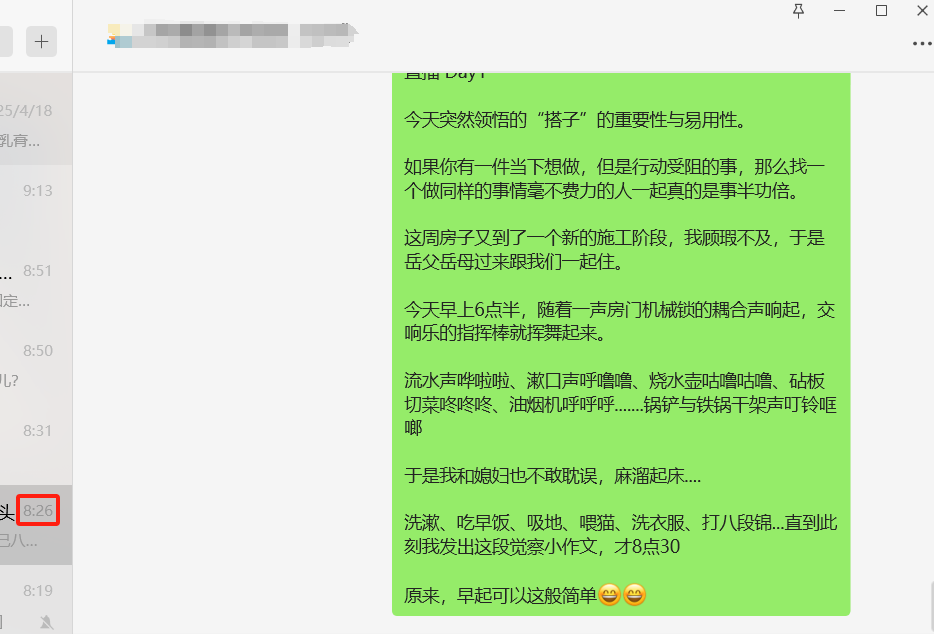 25/4/18
乳膏...
9:13
...
8:51
固定...
8:50
儿?
8:31
头
8:26
已八...
8:19
直播 Day1
今天突然领悟的“搭子”的重要性与易用性。
如果你有一件当下想做，但是行动受阻的事，那么找一
个做同样的事情毫不费力的人一起真的是事半功倍。
这周房子又到了一个新的施工阶段，我顾瑕不及，于是
岳父岳母过来跟我们一起住。
今天早上6点半，随着一声房门机械锁的耦合声响起，交
响乐的指挥棒就挥舞起来。
流水声哗啦啦、漱口声呼噜噜、烧水壶咕噜咕噜、砧板
切菜咚咚咚、油烟机呼呼呼.......锅铲与铁锅干架声叮铃哐
啷
于是我和媳妇也不敢耽误，麻溜起床....
洗漱、吃早饭、吸地、喂猫、洗衣服、打八段锦...直到此
刻我发出这段觉察小作文，才8点30
原来，早起可以这般简单😄😄